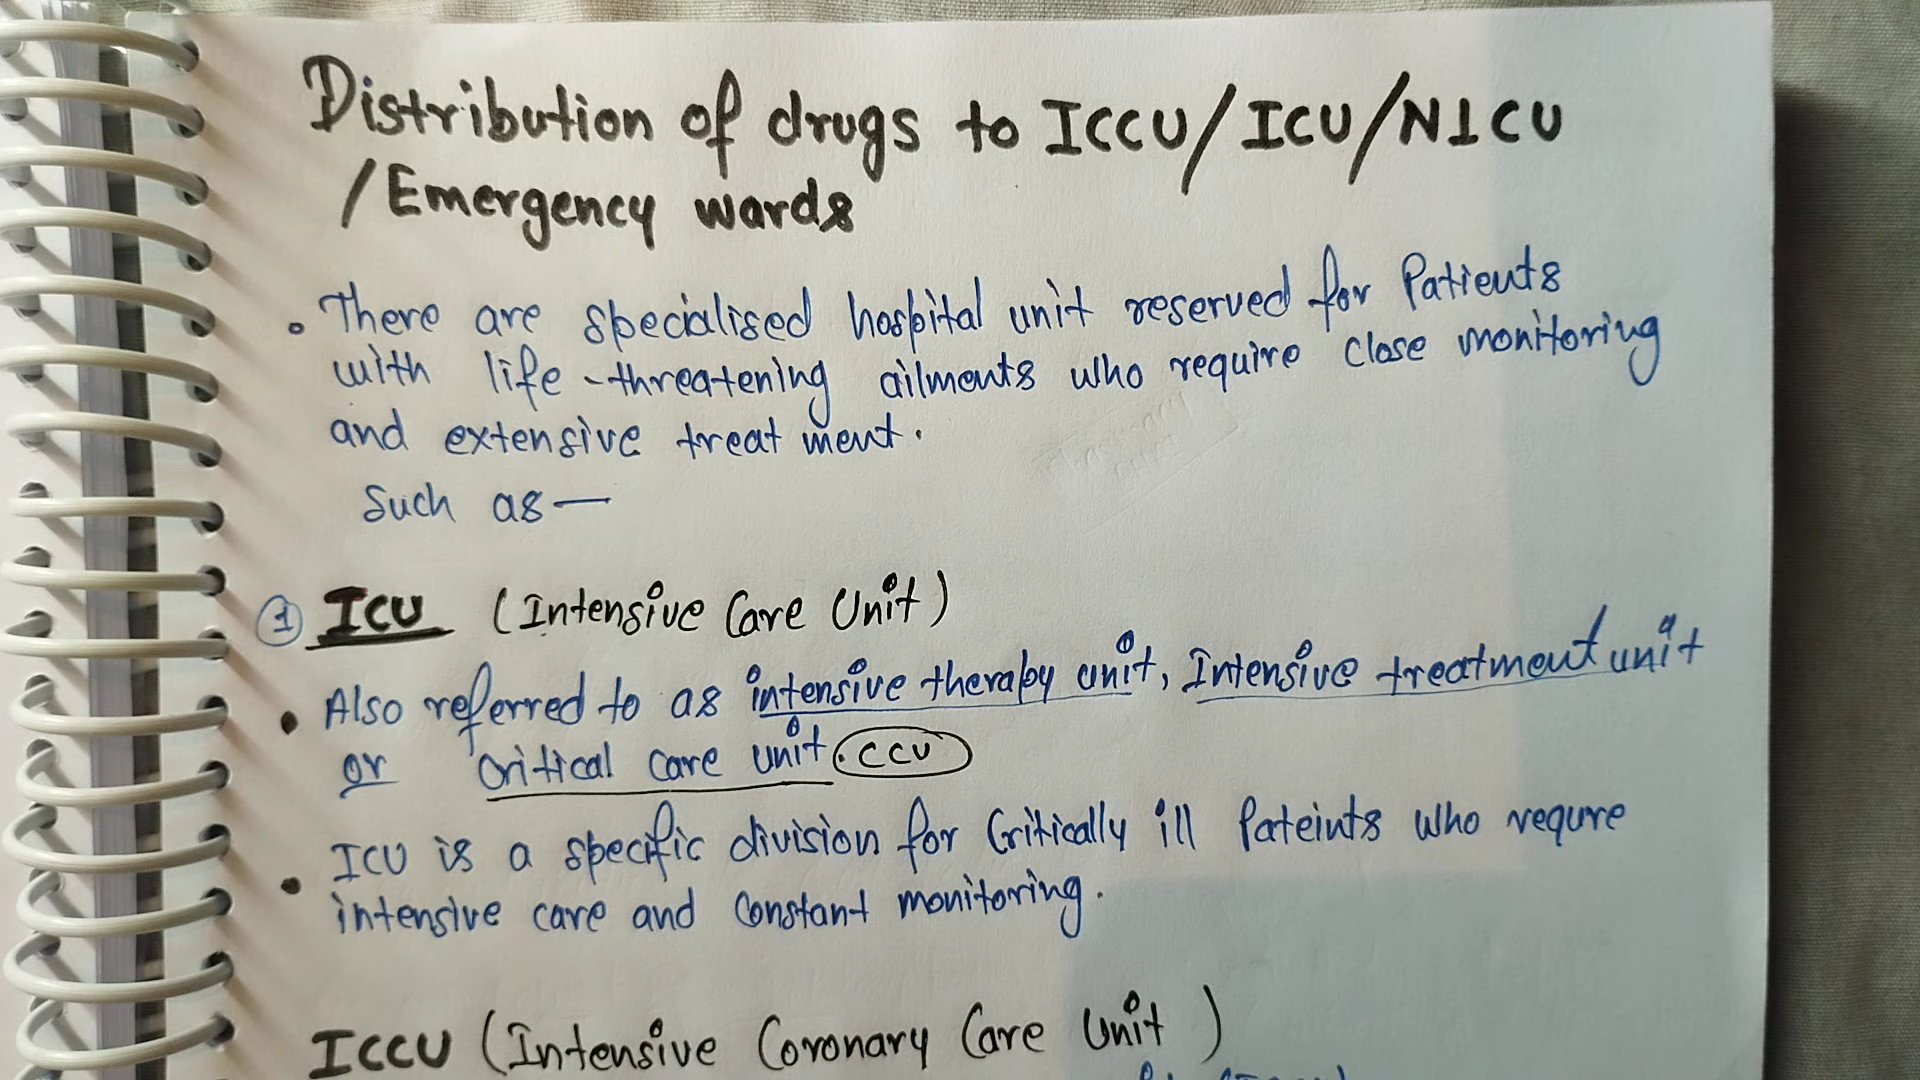 Distribution of drugs to ICCU/ICU/NICU
/Emergency wards
• There are specialised hospital unit reserved for Patients
with life-threatening ailments who require close monitoring
and extensive treatment.
Such as —
① ICU (Intensive Care Unit)
• Also referred to as intensive therapy unit, Intensive treatment unit
or critical care unit. CCU
• ICU is a specific division for Critically ill Pateints who requre
intensive care and Constant monitoring.
ICCU (Intensive Coronary Care Unit)